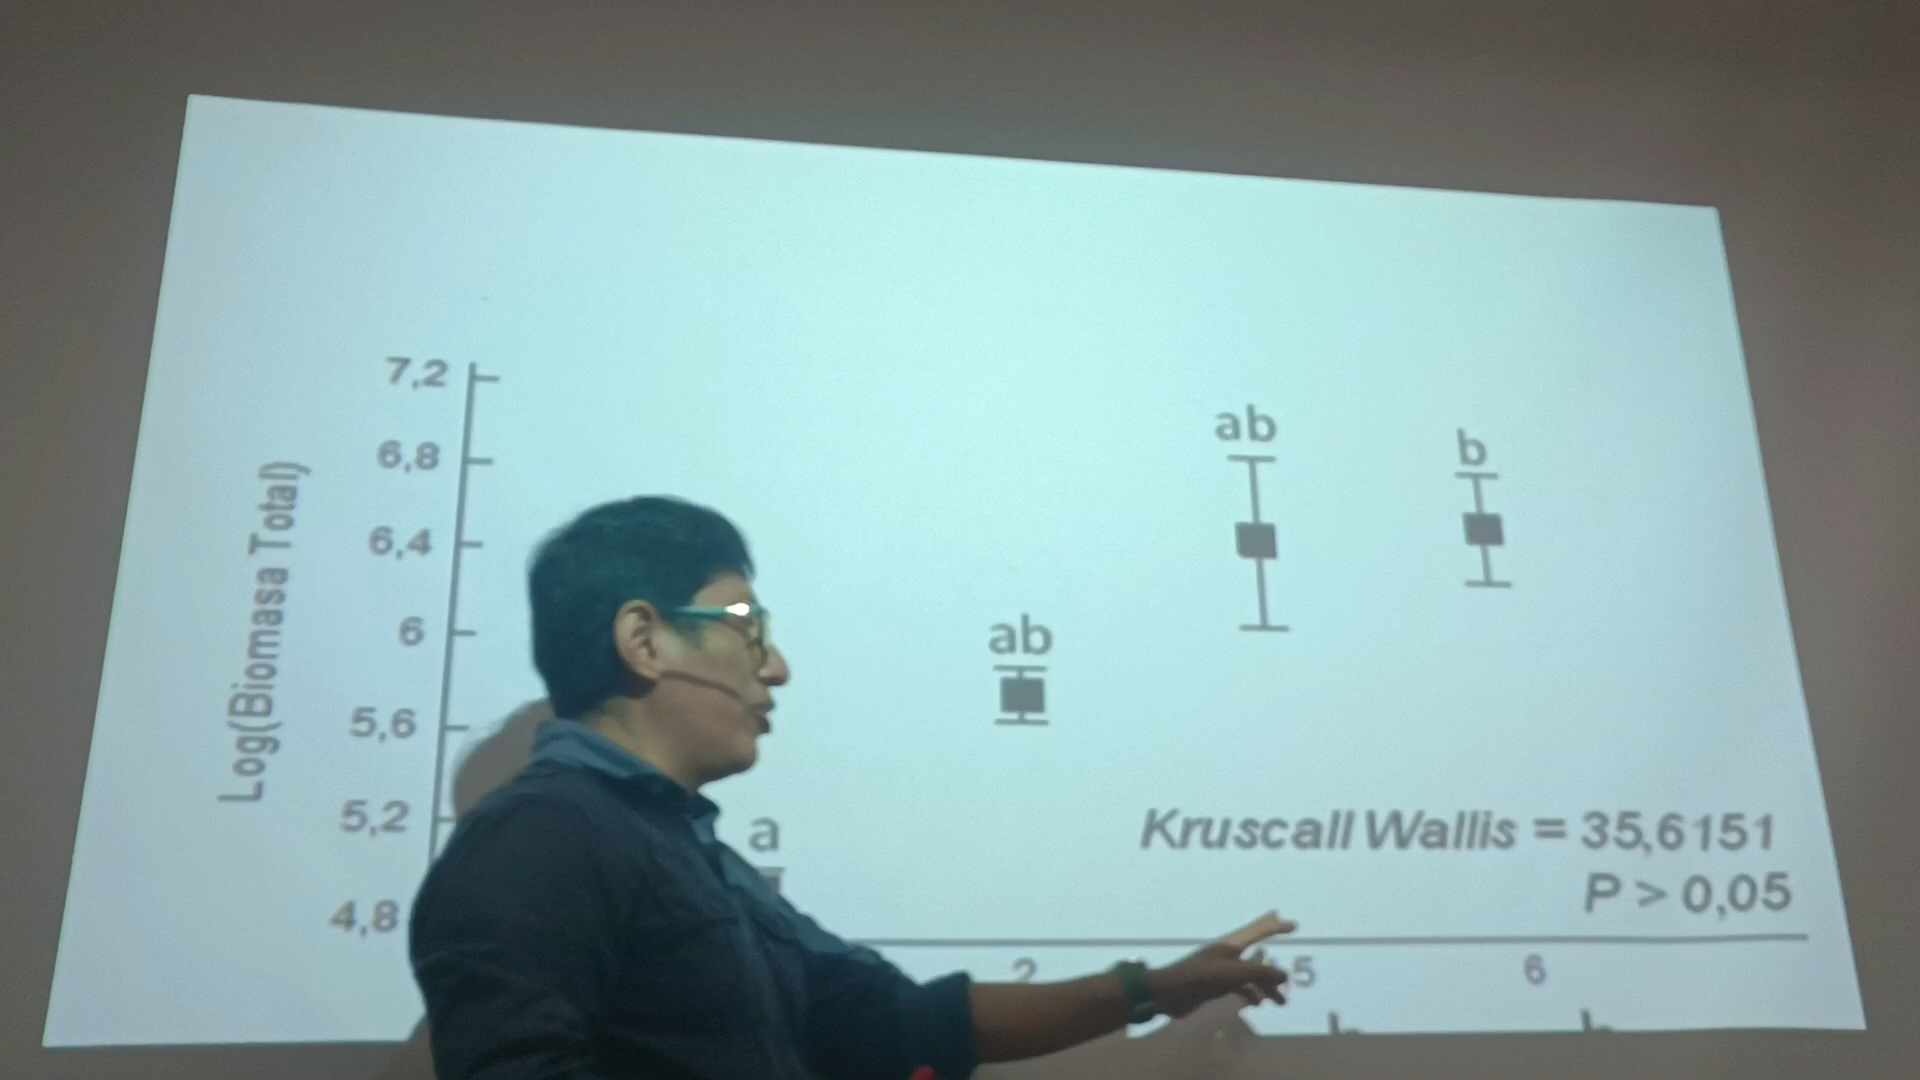 7,2
6,8
6,4
6
5,6
5,2
4,8
Log(Biomasa Total)
a
ab
ab
b
Kruscall Wallis = 35,6151
P > 0,05
2
5
6